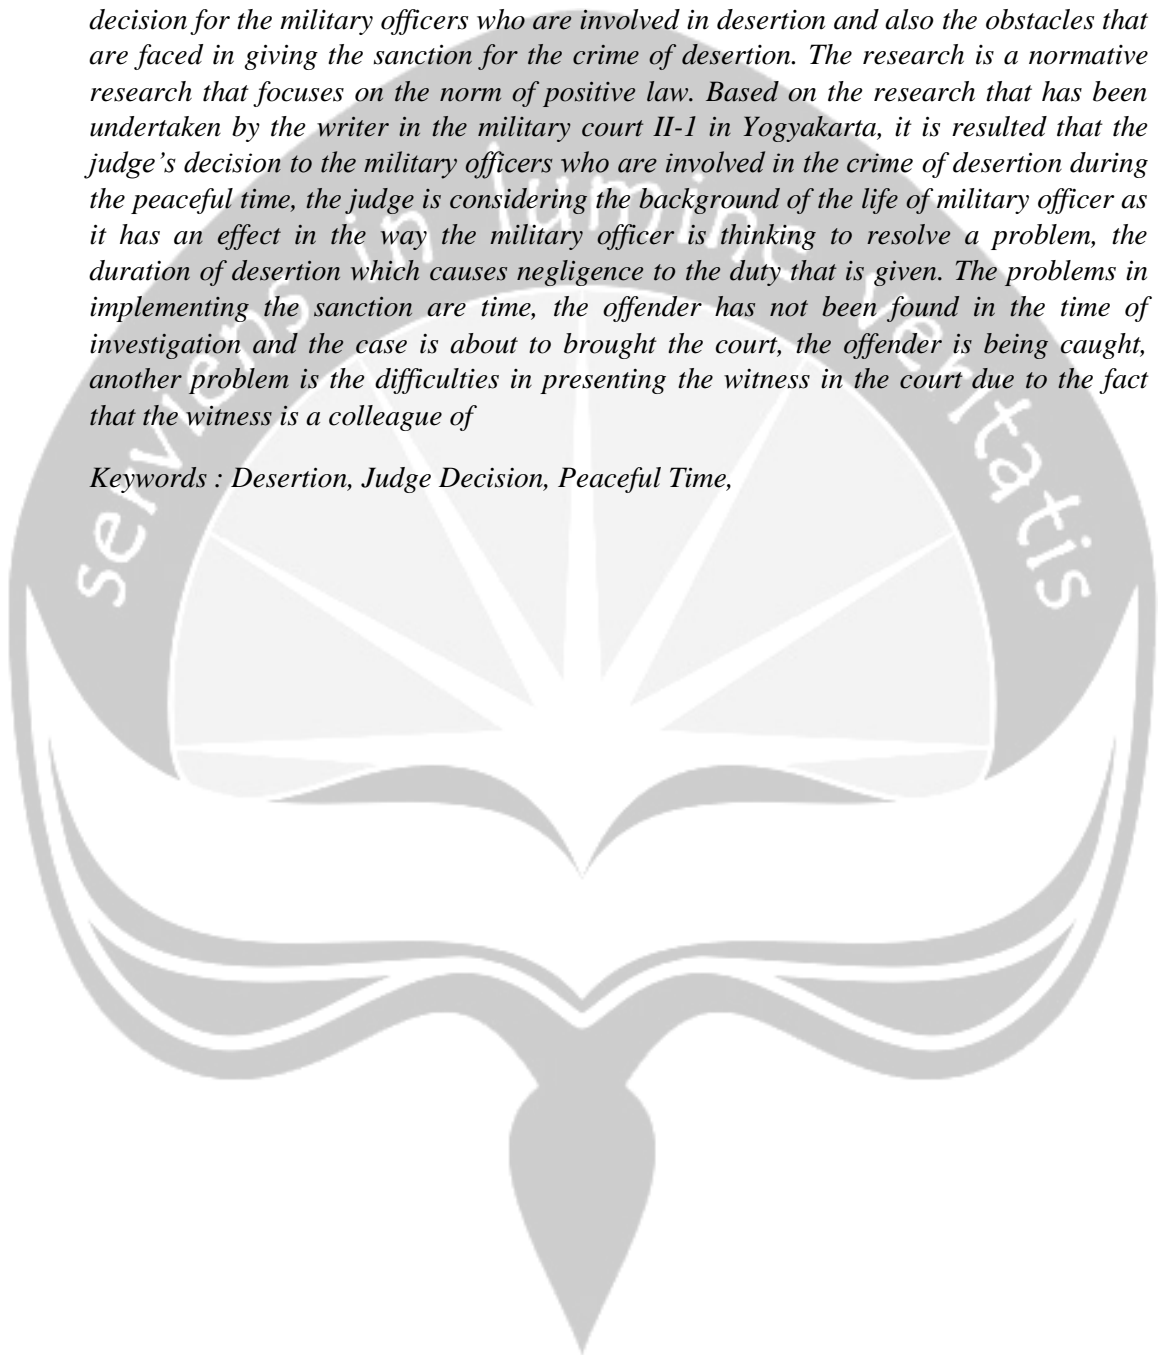 decision for the military officers who are involved in desertion and also the obstacles that
are faced in giving the sanction for the crime of desertion. The research is a normative
research that focuses on the norm of positive law. Based on the research that has been
undertaken by the writer in the military court II-1 in Yogyakarta, it is resulted that the
judge’s decision to the military officers who are involved in the crime of desertion during
the peaceful time, the judge is considering the background of the life of military officer as
it has an effect in the way the military officer is thinking to resolve a problem, the
duration of desertion which causes negligence to the duty that is given. The problems in
implementing the sanction are time, the offender has not been found in the time of
investigation and the case is about to brought the court, the offender is being caught,
another problem is the difficulties in presenting the witness in the court due to the fact
that the witness is a colleague of
Keywords : Desertion, Judge Decision, Peaceful Time,
serviens in lumine veritatis